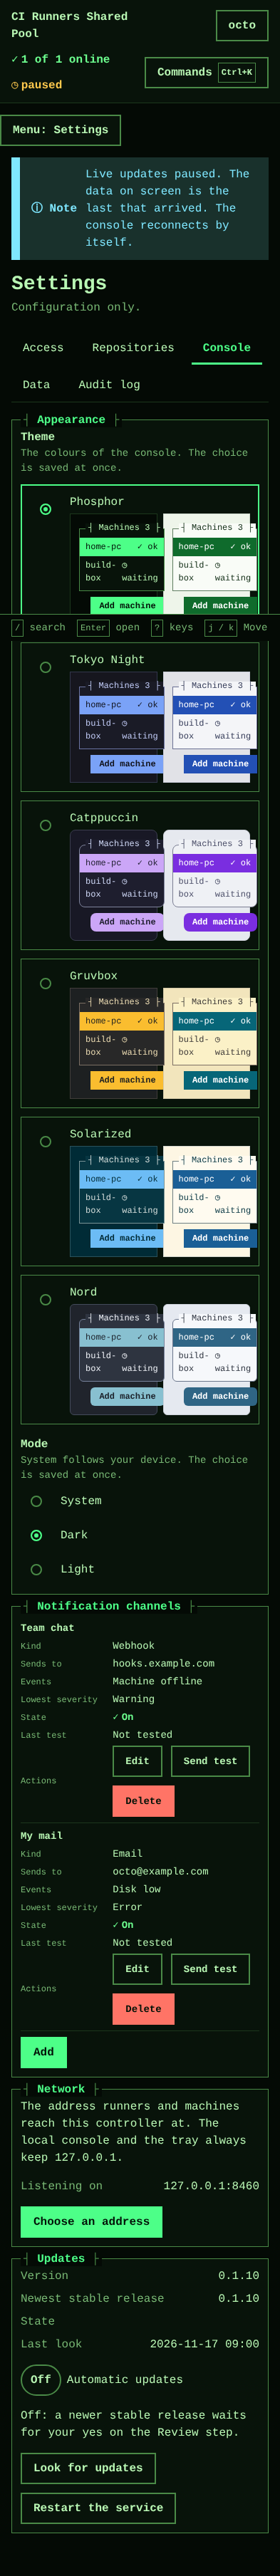 CI Runners Shared
Pool
octo
✓ 1 of 1 online
◷ paused
Commands Ctrl+K
Menu: Settings
ⓘ Note
Live updates paused. The
data on screen is the
last that arrived. The
console reconnects by
itself.
Settings
Configuration only.
Access Repositories Console
Data Audit log
Appearance
Theme
The colours of the console. The choice
is saved at once.
Phosphor
Machines 3 Machines 3
home-pc ✓ ok home-pc ✓ ok
build- ◷ build- ◷
box waiting box waiting
Add machine Add machine
/ search Enter open ? keys j / k Move
Tokyo Night
Machines 3 Machines 3
home-pc ✓ ok home-pc ✓ ok
build- ◷ build- ◷
box waiting box waiting
Add machine Add machine
Catppuccin
Machines 3 Machines 3
home-pc ✓ ok home-pc ✓ ok
build- ◷ build- ◷
box waiting box waiting
Add machine Add machine
Gruvbox
Machines 3 Machines 3
home-pc ✓ ok home-pc ✓ ok
build- ◷ build- ◷
box waiting box waiting
Add machine Add machine
Solarized
Machines 3 Machines 3
home-pc ✓ ok home-pc ✓ ok
build- ◷ build- ◷
box waiting box waiting
Add machine Add machine
Nord
Machines 3 Machines 3
home-pc ✓ ok home-pc ✓ ok
build- ◷ build- ◷
box waiting box waiting
Add machine Add machine
Mode
System follows your device. The choice
is saved at once.
System
Dark
Light
Notification channels
Team chat
Kind Webhook
Sends to hooks.example.com
Events Machine offline
Lowest severity Warning
State ✓ On
Last test Not tested
Actions Edit Send test
Delete
My mail
Kind Email
Sends to octo@example.com
Events Disk low
Lowest severity Error
State ✓ On
Last test Not tested
Actions Edit Send test
Delete
Add
Network
The address runners and machines
reach this controller at. The
local console and the tray always
keep 127.0.0.1.
Listening on 127.0.0.1:8460
Choose an address
Updates
Version 0.1.10
Newest stable release 0.1.10
State
Last look 2026-11-17 09:00
Off Automatic updates
Off: a newer stable release waits
for your yes on the Review step.
Look for updates
Restart the service